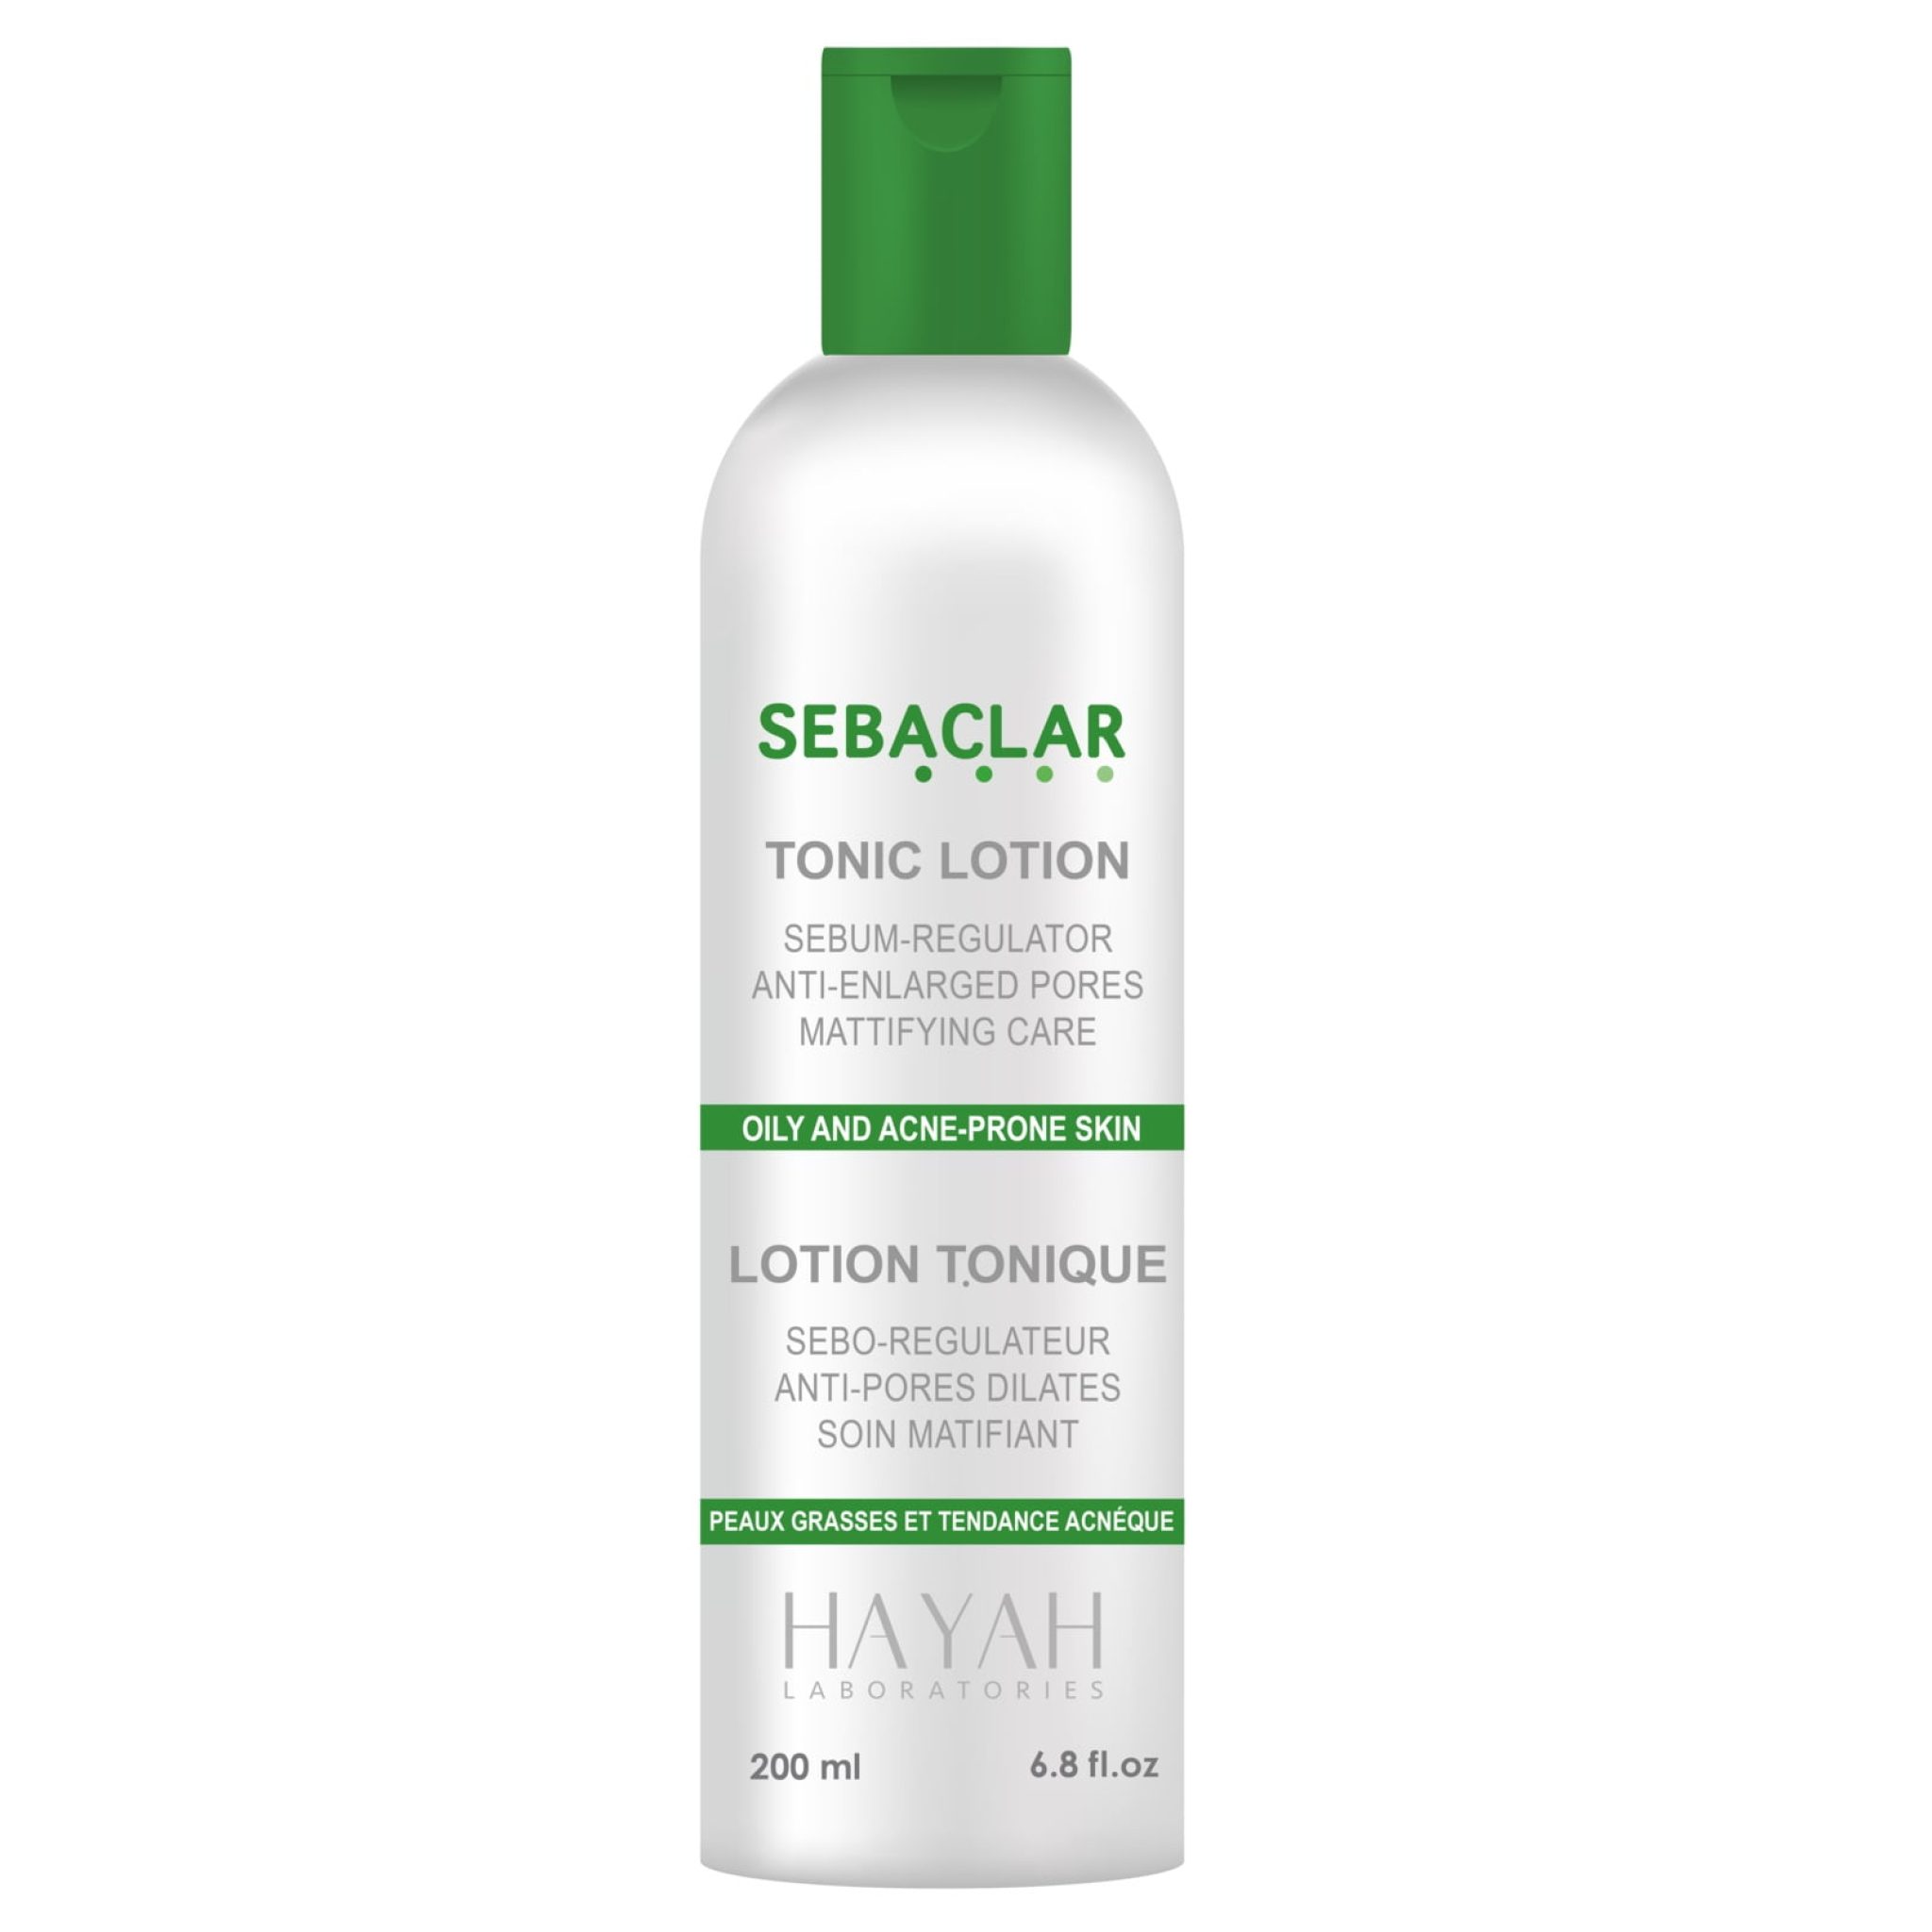 SEBACLAR
TONIC LOTION
SEBUM-REGULATOR
ANTI-ENLARGED PORES
MATTIFYING CARE
OILY AND ACNE-PRONE SKIN
LOTION TONIQUE
SEBO-REGULATEUR
ANTI-PORES DILATES
SOIN MATIFIANT
PEAUX GRASSES ET TENDANCE ACNÉQUE
HAYAH
LABORATORIES
200 ml 6.8 fl.oz